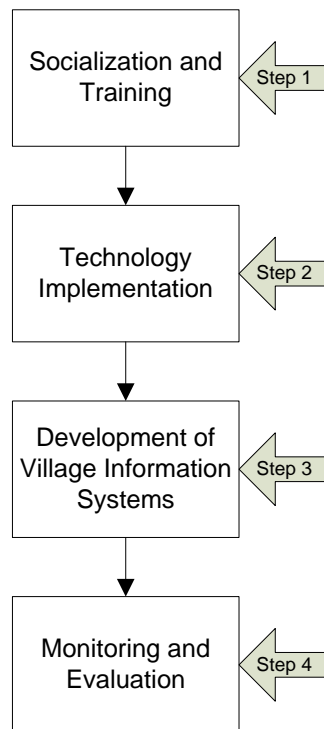 Socialization and
Training
Step 1
Technology
Implementation
Step 2
Development of
Village Information
Systems
Step 3
Monitoring and
Evaluation
Step 4